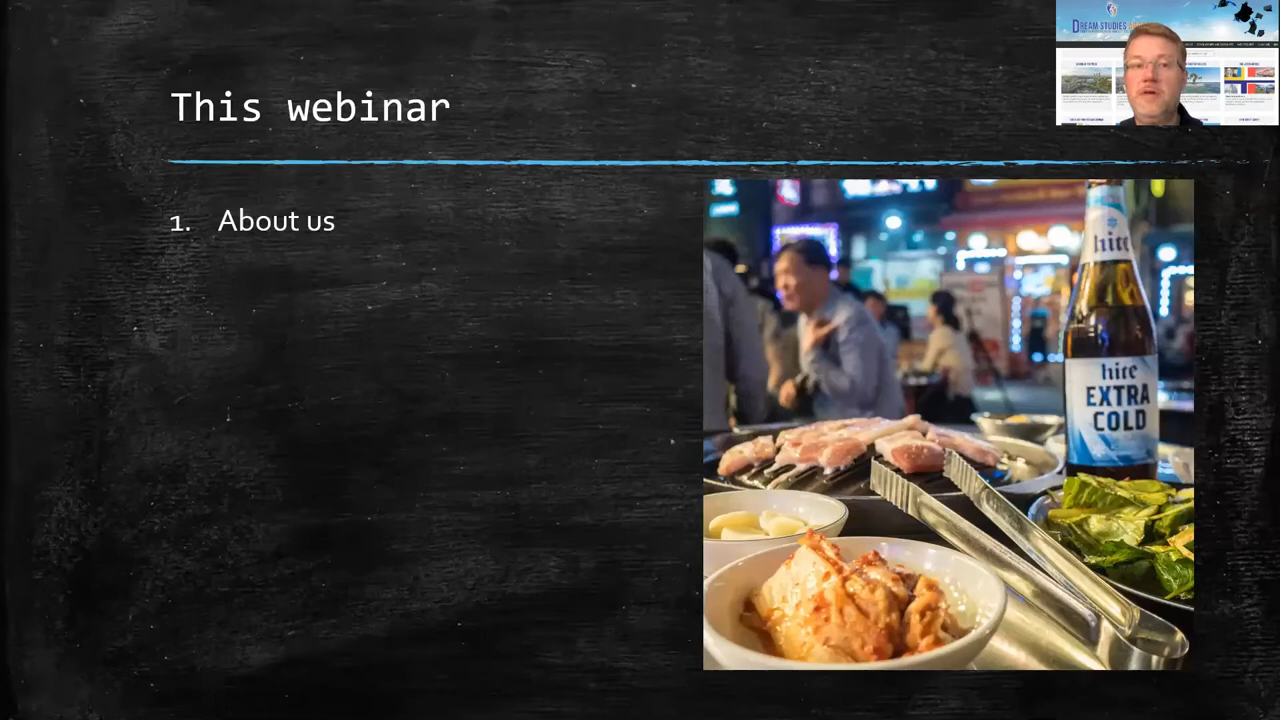 This webinar
1. About us
DREAM STUDIES
hite
hite
EXTRA
COLD